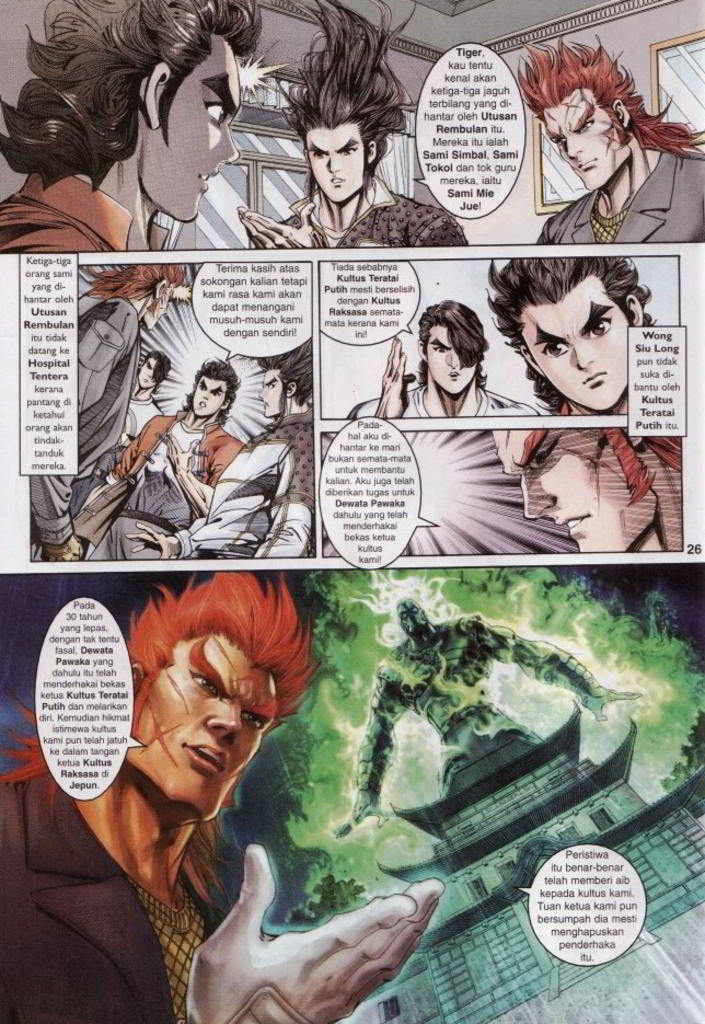 Tiger,
kau tentu
kenal akan
ketiga-tiga jaguh
terbilang yang di-
hantar oleh Utusan
Rembulan itu.
Mereka itu ialah
Sami Simbal, Sami
Tokol dan tok guru
mereka, iaitu
Sami Mie
Jue!
Ketiga-tiga
orang sami
yang di-
hantar oleh
Utusan
Rembulan
itu tidak
datang ke
Hospital
Tentera
kerana
pantang di
ketahui
orang akan
tindak-
tanduk
mereka.
Terima kasih atas
sokongan kalian tetapi
kami rasa kami akan
dapat menangani
musuh-musuh kami
dengan sendiri!
Tiada sebabnya
Kultus Teratai
Putih mesti berselisih
dengan Kultus
Raksasa semata-
mata kerana kami
ini!
Wong
Siu Long
pun tidak
suka di-
bantu oleh
Kultus
Teratai
Putih itu.
Pada-
hal aku di-
hantar ke mari
bukan semata-mata
untuk membantu
kalian. Aku juga telah
diberikan tugas untuk
Dewata Pawaka
dahulu yang telah
menderhakai
bekas ketua
kultus
kami!
26
Pada
30 tahun
yang lepas,
dengan tak tentu
fasal, Dewata
Pawaka yang
dahulu itu telah
menderhakai bekas
ketua Kultus Teratai
Putih dan melarikan
diri. Kemudian hikmat
istimewa kultus
kami pun telah jatuh
ke dalam tangan
ketua Kultus
Raksasa di
Jepun.
Peristiwa
itu benar-benar
telah memberi aib
kepada kultus kami.
Tuan ketua kami pun
bersumpah dia mesti
menghapuskan
penderhaka
itu.